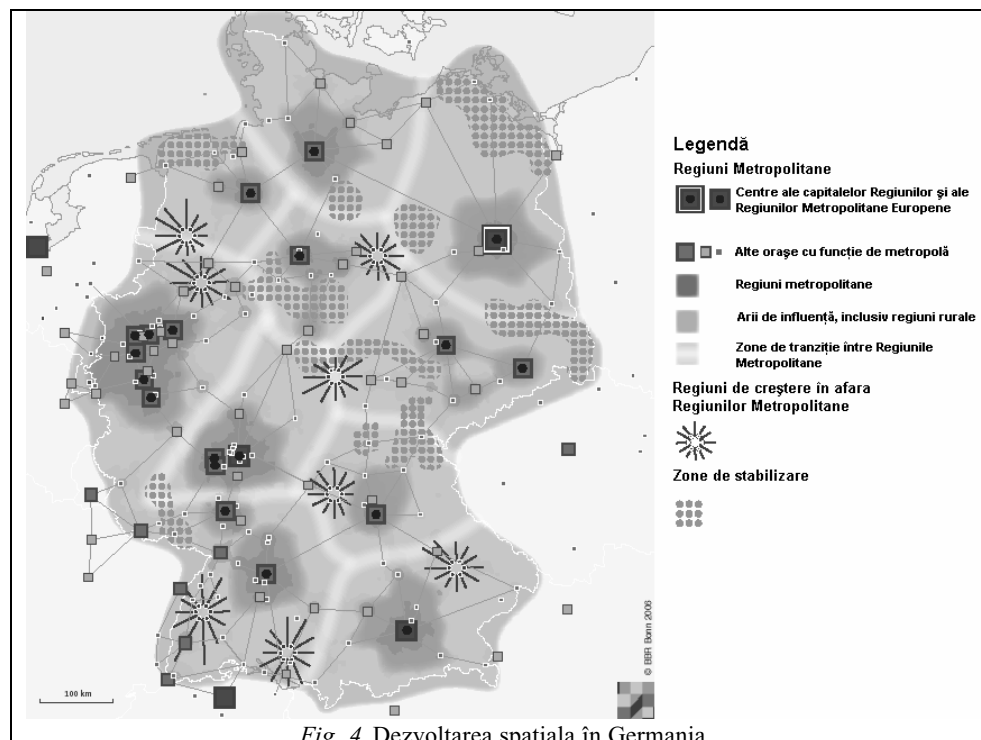 Legendă
Regiuni Metropolitane
Centre ale capitalelor Regiunilor şi ale
Regiunilor Metropolitane Europene
Alte oraşe cu funcţie de metropolă
Regiuni metropolitane
Arii de influenţă, inclusiv regiuni rurale
Zone de tranziţie între Regiunile
Metropolitane
Regiuni de creştere în afara
Regiunilor Metropolitane
Zone de stabilizare
100 km
© BBR Bonn 2006
Fig. 4 Dezvoltarea spaţiala în Germania